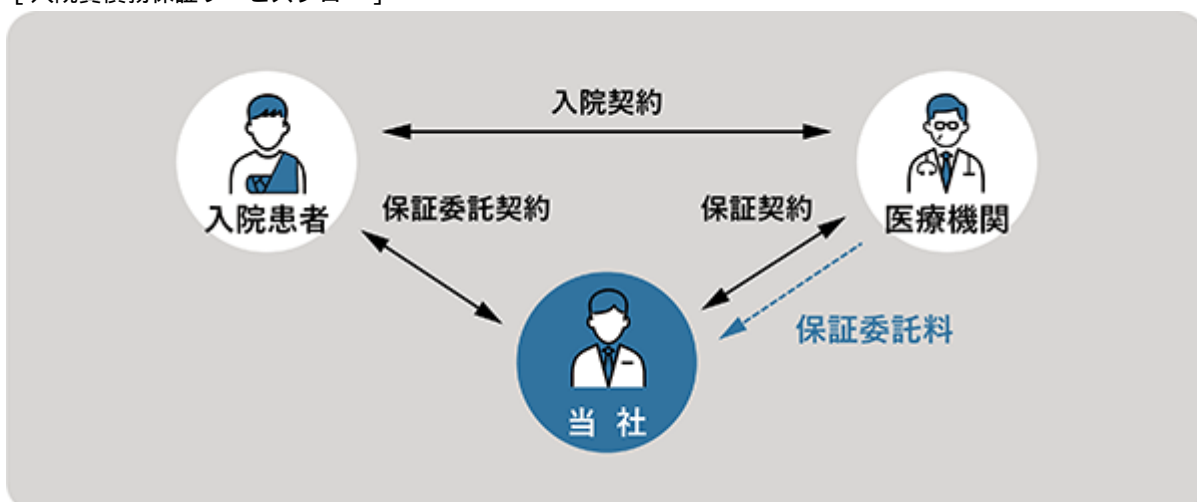 入院契約
入院患者
保証委託契約
保証契約
医療機関
保証委託料
当 社